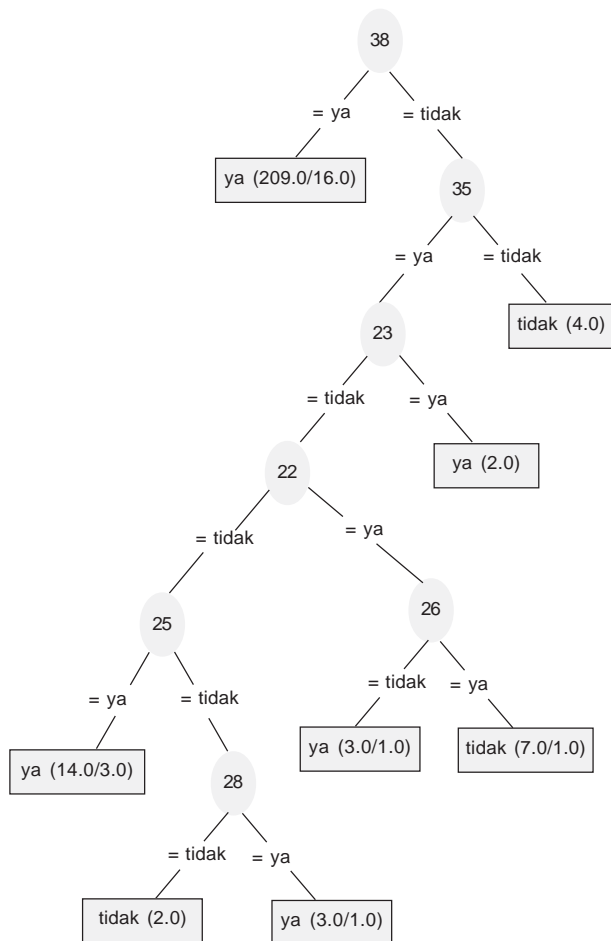 38
= ya
= tidak
ya (209.0/16.0)
35
= ya
= tidak
23
tidak (4.0)
= tidak
= ya
22
ya (2.0)
= tidak
= ya
25
26
= ya
= tidak
= tidak
= ya
ya (14.0/3.0)
28
ya (3.0/1.0)
tidak (7.0/1.0)
= tidak
= ya
tidak (2.0)
ya (3.0/1.0)